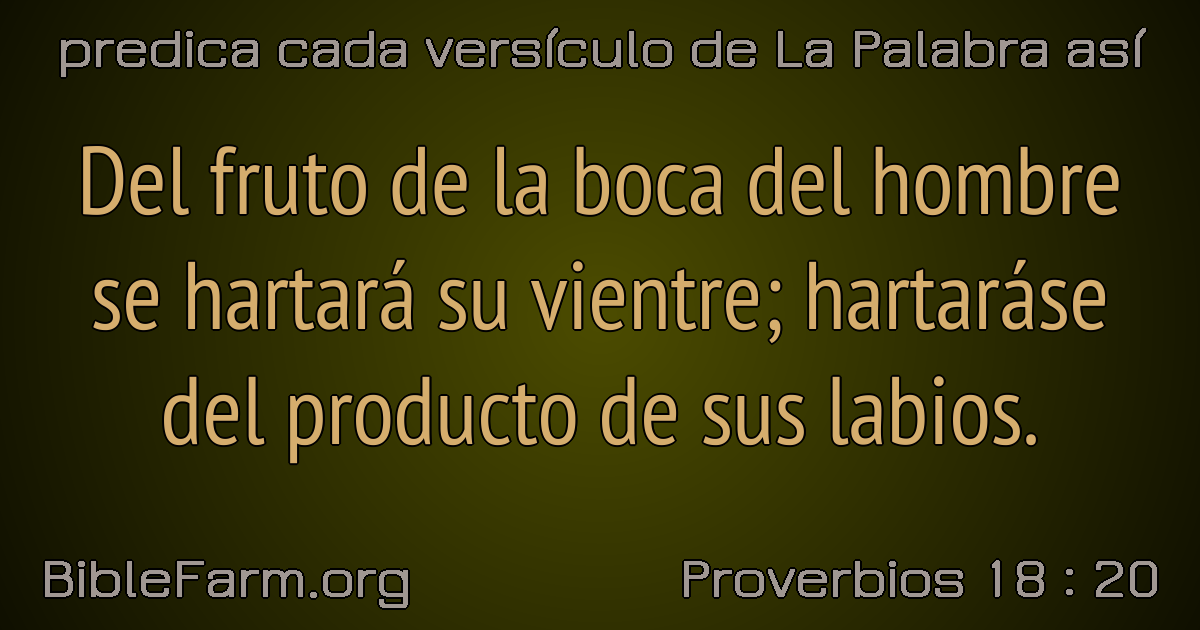 predica cada versículo de La Palabra así
Del fruto de la boca del hombre
se hartará su vientre; hartaráse
del producto de sus labios.
BibleFarm.org
Proverbios 18 : 20